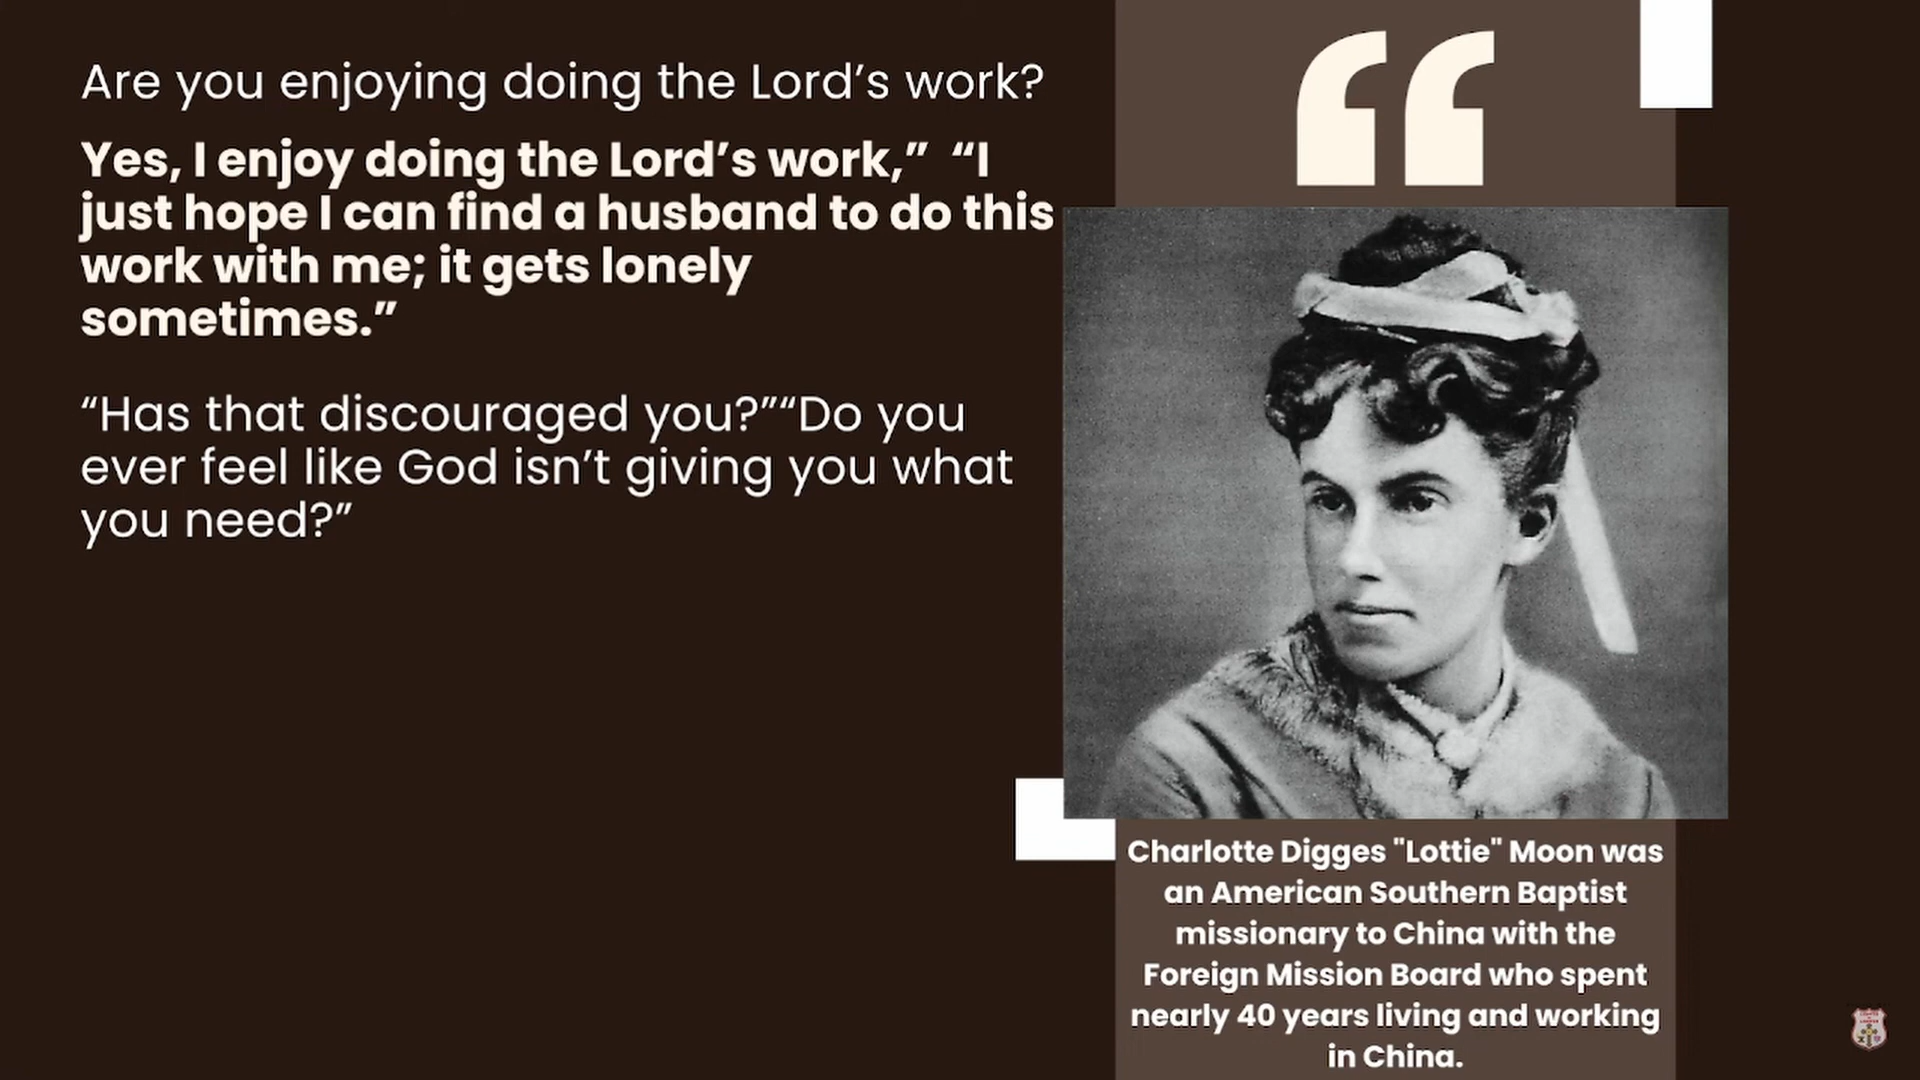 Are you enjoying doing the Lord’s work?
Yes, I enjoy doing the Lord’s work,”  “I
just hope I can find a husband to do this
work with me; it gets lonely
sometimes.”
“Has that discouraged you?”“Do you
ever feel like God isn’t giving you what
you need?”
Charlotte Digges "Lottie" Moon was
an American Southern Baptist
missionary to China with the
Foreign Mission Board who spent
nearly 40 years living and working
in China.